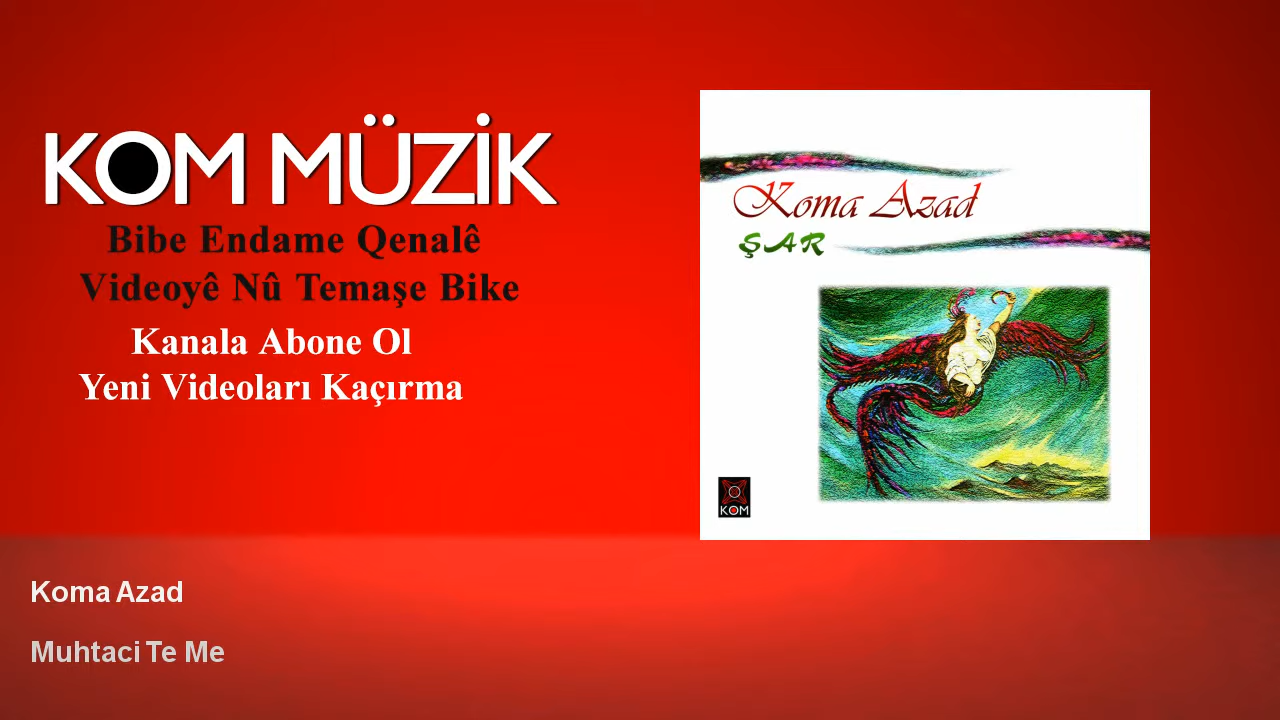 KOM MÜZİK
Bibe Endame Qenalê
Videoyê Nû Temaşe Bike
Kanala Abone Ol
Yeni Videoları Kaçırma
Koma Azad
ŞAR
KOM
Koma Azad
Muhtaci Te Me